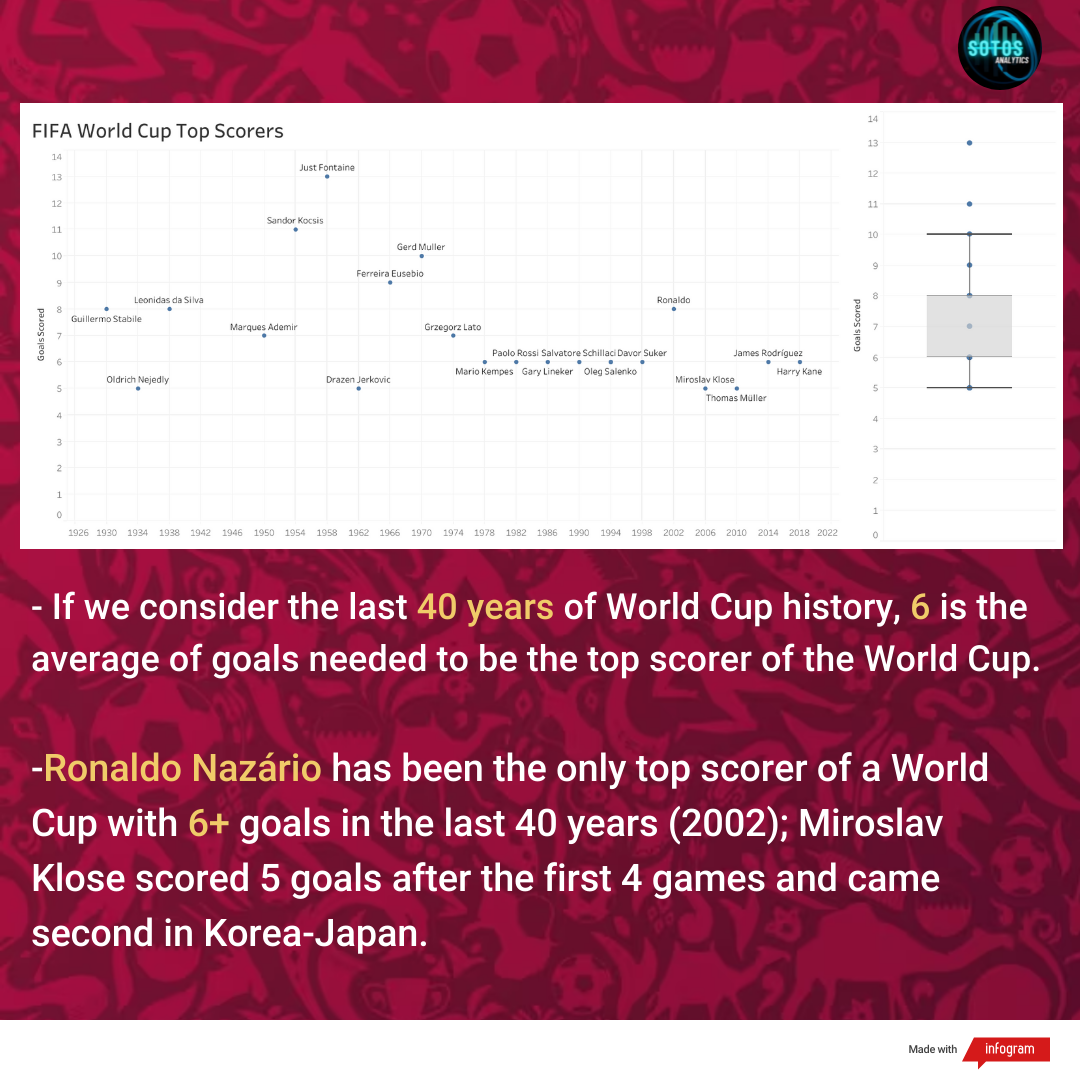 SOTOS
ANALYTICS
FIFA World Cup Top Scorers
Goals Scored
14
13
12
11
10
9
8
7
6
5
4
3
2
1
0
Just Fontaine
Sandor Kocsis
Gerd Muller
Ferreira Eusebio
Leonidas da Silva
Ronaldo
Guillermo Stabile
Marques Ademir
Grzegorz Lato
Paolo Rossi Salvatore Schillaci Davor Suker
James Rodríguez
Mario Kempes
Gary Lineker
Oleg Salenko
Harry Kane
Oldrich Nejedly
Drazen Jerkovic
Miroslav Klose
Thomas Müller
1926 1930 1934 1938 1942 1946 1950 1954 1958 1962 1966 1970 1974 1978 1982 1986 1990 1994 1998 2002 2006 2010 2014 2018 2022
Goals Scored
14
13
12
11
10
9
8
7
6
5
4
3
2
1
0
- If we consider the last 40 years of World Cup history, 6 is the
average of goals needed to be the top scorer of the World Cup.
-Ronaldo Nazário has been the only top scorer of a World
Cup with 6+ goals in the last 40 years (2002); Miroslav
Klose scored 5 goals after the first 4 games and came
second in Korea-Japan.
Made with infogram